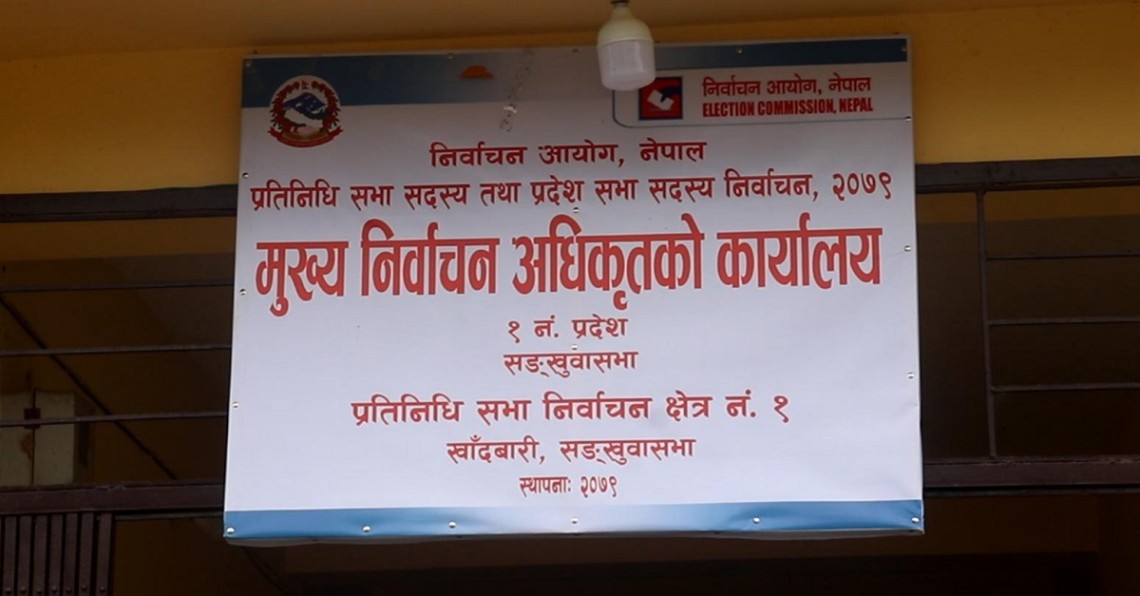 निर्वाचन आयोग, नेपाल
ELECTION COMMISSION, NEPAL
निर्वाचन आयोग, नेपाल
प्रतिनिधि सभा सदस्य तथा प्रदेश सभा सदस्य निर्वाचन, २०७९
मुख्य निर्वाचन अधिकृतको कार्यालय
१ नं. प्रदेश
सङ्खुवासभा
प्रतिनिधि सभा निर्वाचन क्षेत्र नं. १
खाँदबारी, सङ्खुवासभा
स्थापनाः २०७९